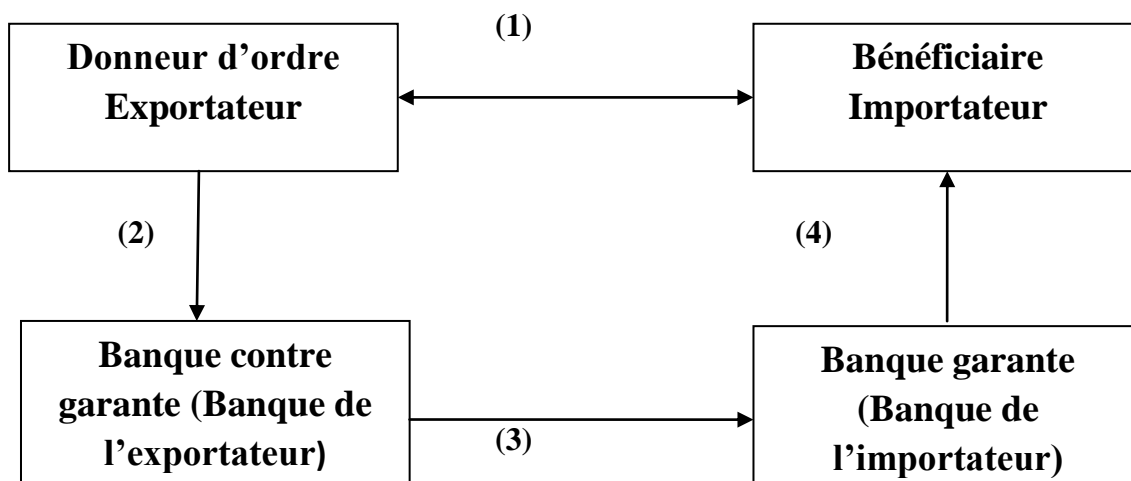 (1)
Donneur d’ordre
Exportateur
Bénéficiaire
Importateur
(2)
(4)
Banque contre
garante (Banque de
l’exportateur)
(3)
Banque garante
(Banque de
l’importateur)